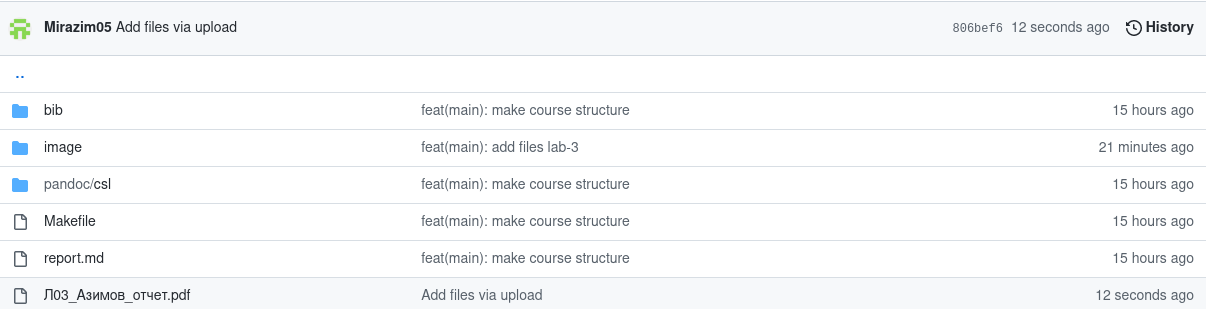 Mirazim05 Add files via upload 806bef6 12 seconds ago History
..
bib feat(main): make course structure 15 hours ago
image feat(main): add files lab-3 21 minutes ago
pandoc/csl feat(main): make course structure 15 hours ago
Makefile feat(main): make course structure 15 hours ago
report.md feat(main): make course structure 15 hours ago
Л03_Азимов_отчет.pdf Add files via upload 12 seconds ago